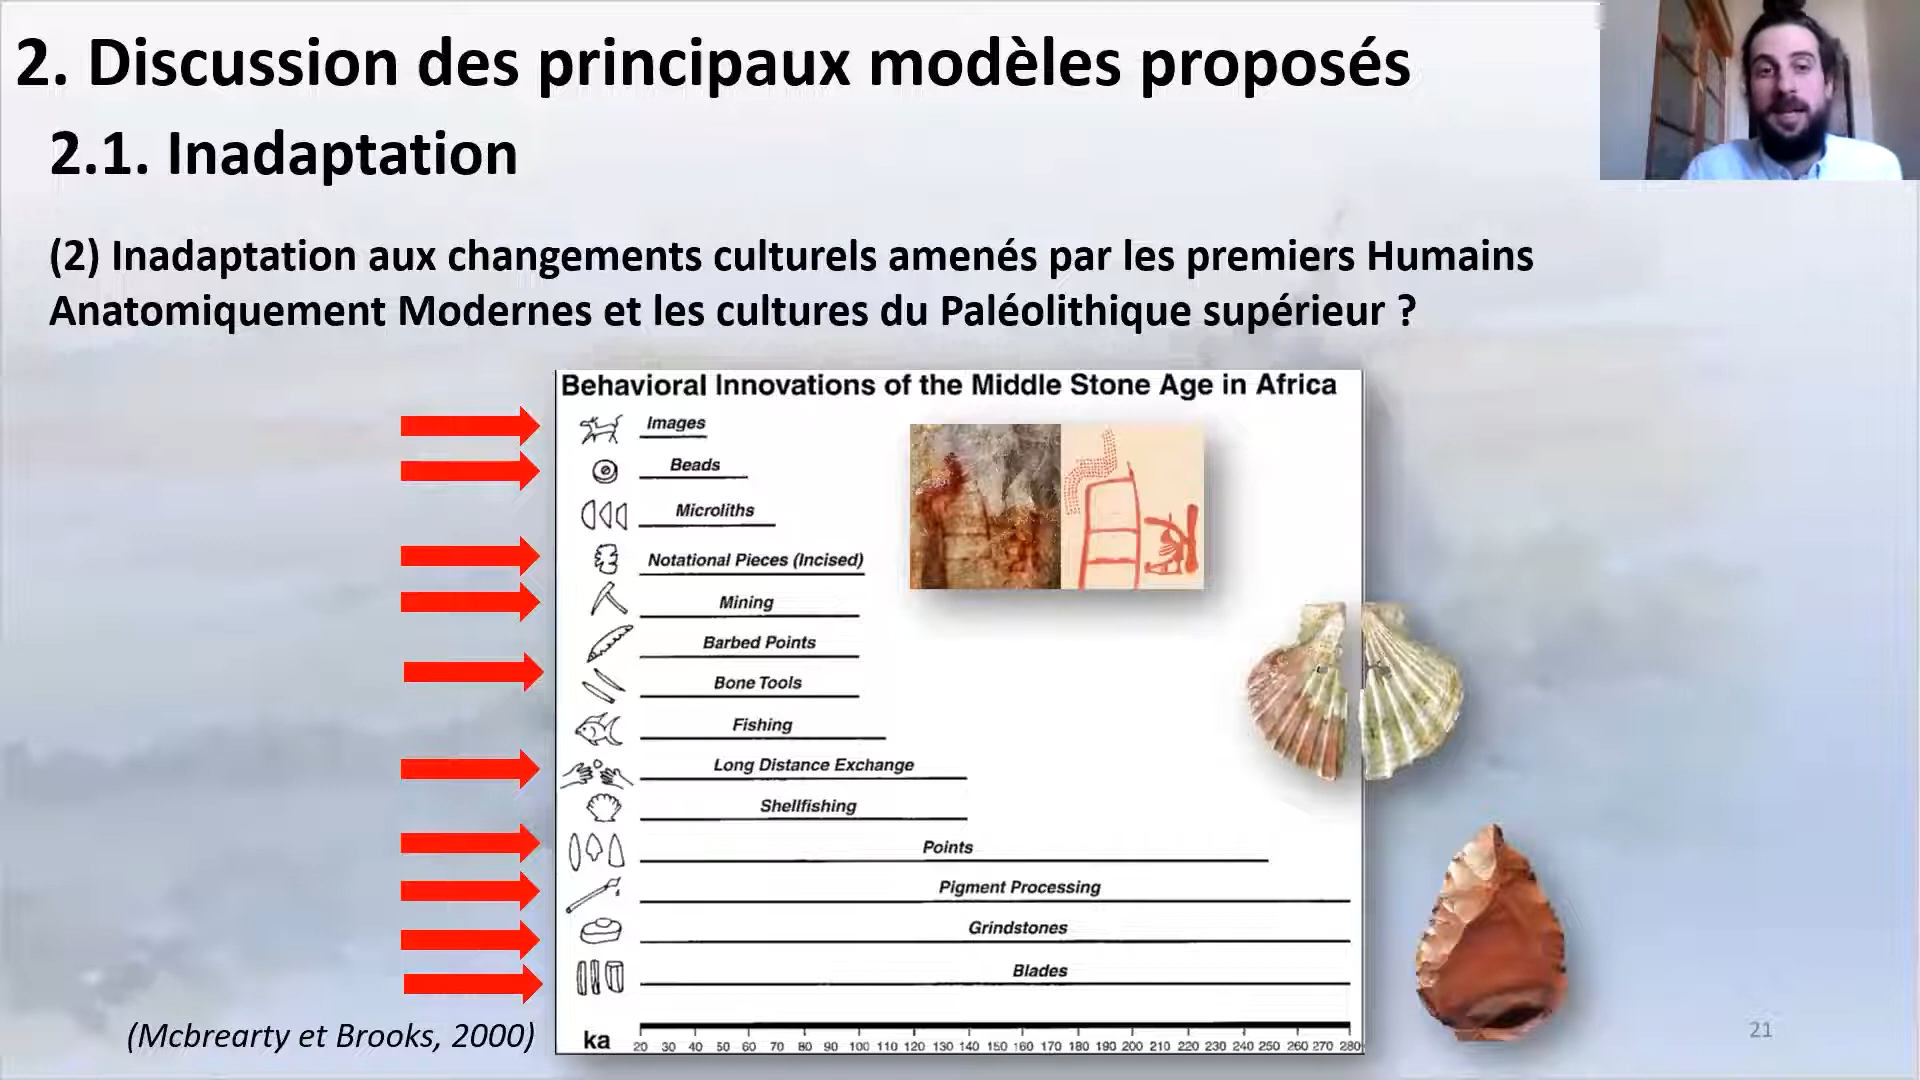 2. Discussion des principaux modèles proposés
2.1. Inadaptation
(2) Inadaptation aux changements culturels amenés par les premiers Humains
Anatomiquement Modernes et les cultures du Paléolithique supérieur ?
Behavioral Innovations of the Middle Stone Age in Africa
Images
Beads
Microliths
Notational Pieces (Incised)
Mining
Barbed Points
Bone Tools
Fishing
Long Distance Exchange
Shellfishing
Points
Pigment Processing
Grindstones
Blades
ka
20 30 40 50 60 70 80 90 100 110 120 130 140 150 160 170 180 190 200 210 220 230 240 250 260 270 280
(Mcbrearty et Brooks, 2000)
21